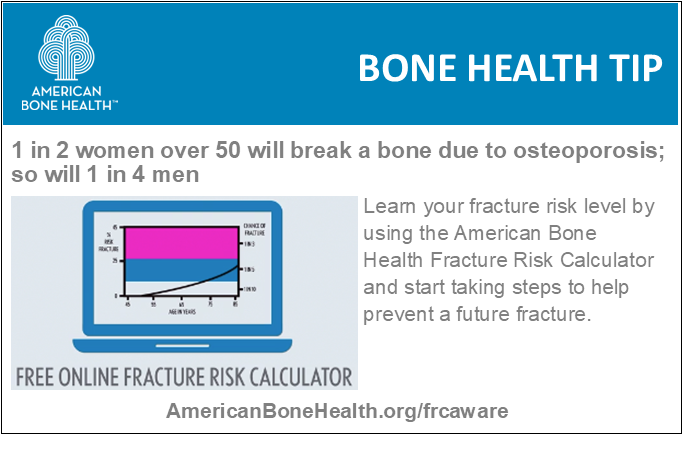 AMERICAN
BONE HEALTH™
BONE HEALTH TIP
1 in 2 women over 50 will break a bone due to osteoporosis;
so will 1 in 4 men
Learn your fracture risk level by
using the American Bone
Health Fracture Risk Calculator
and start taking steps to help
prevent a future fracture.
45
%
RISK
FRACTURE
25
0
CHANCE OF
FRACTURE
1 IN 3
1 IN 5
1 IN 10
45 55 65 75 85
AGE IN YEARS
FREE ONLINE FRACTURE RISK CALCULATOR
AmericanBoneHealth.org/frcaware